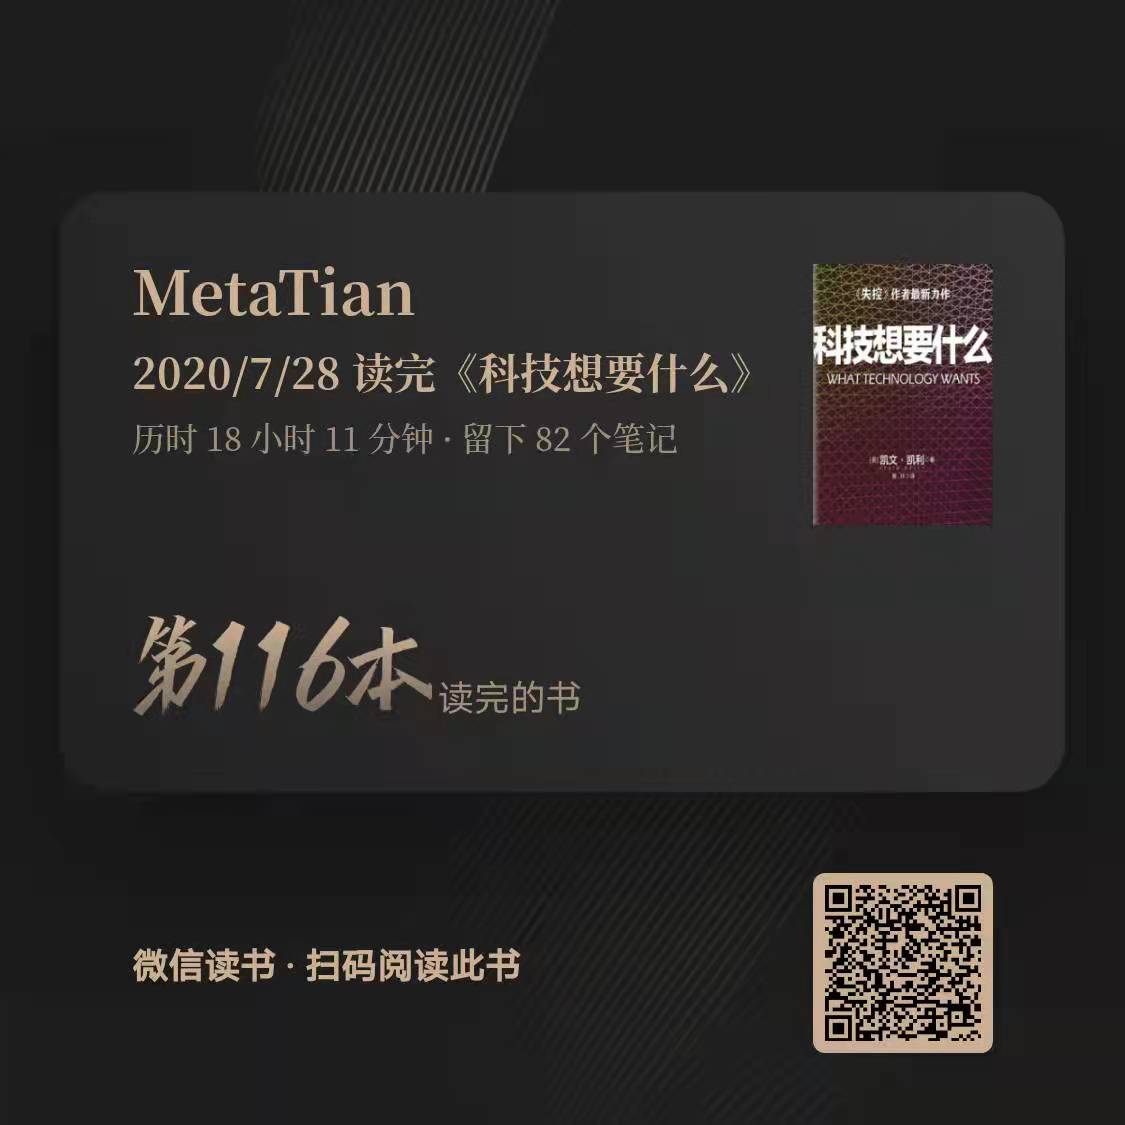 MetaTian
2020/7/28 读完《科技想要什么》
历时 18 小时 11 分钟 · 留下 82 个笔记
《失控》作者最新力作
科技想要什么
WHAT TECHNOLOGY WANTS
[美] 凯文·凯利 著
第116本 读完的书
微信读书 · 扫码阅读此书